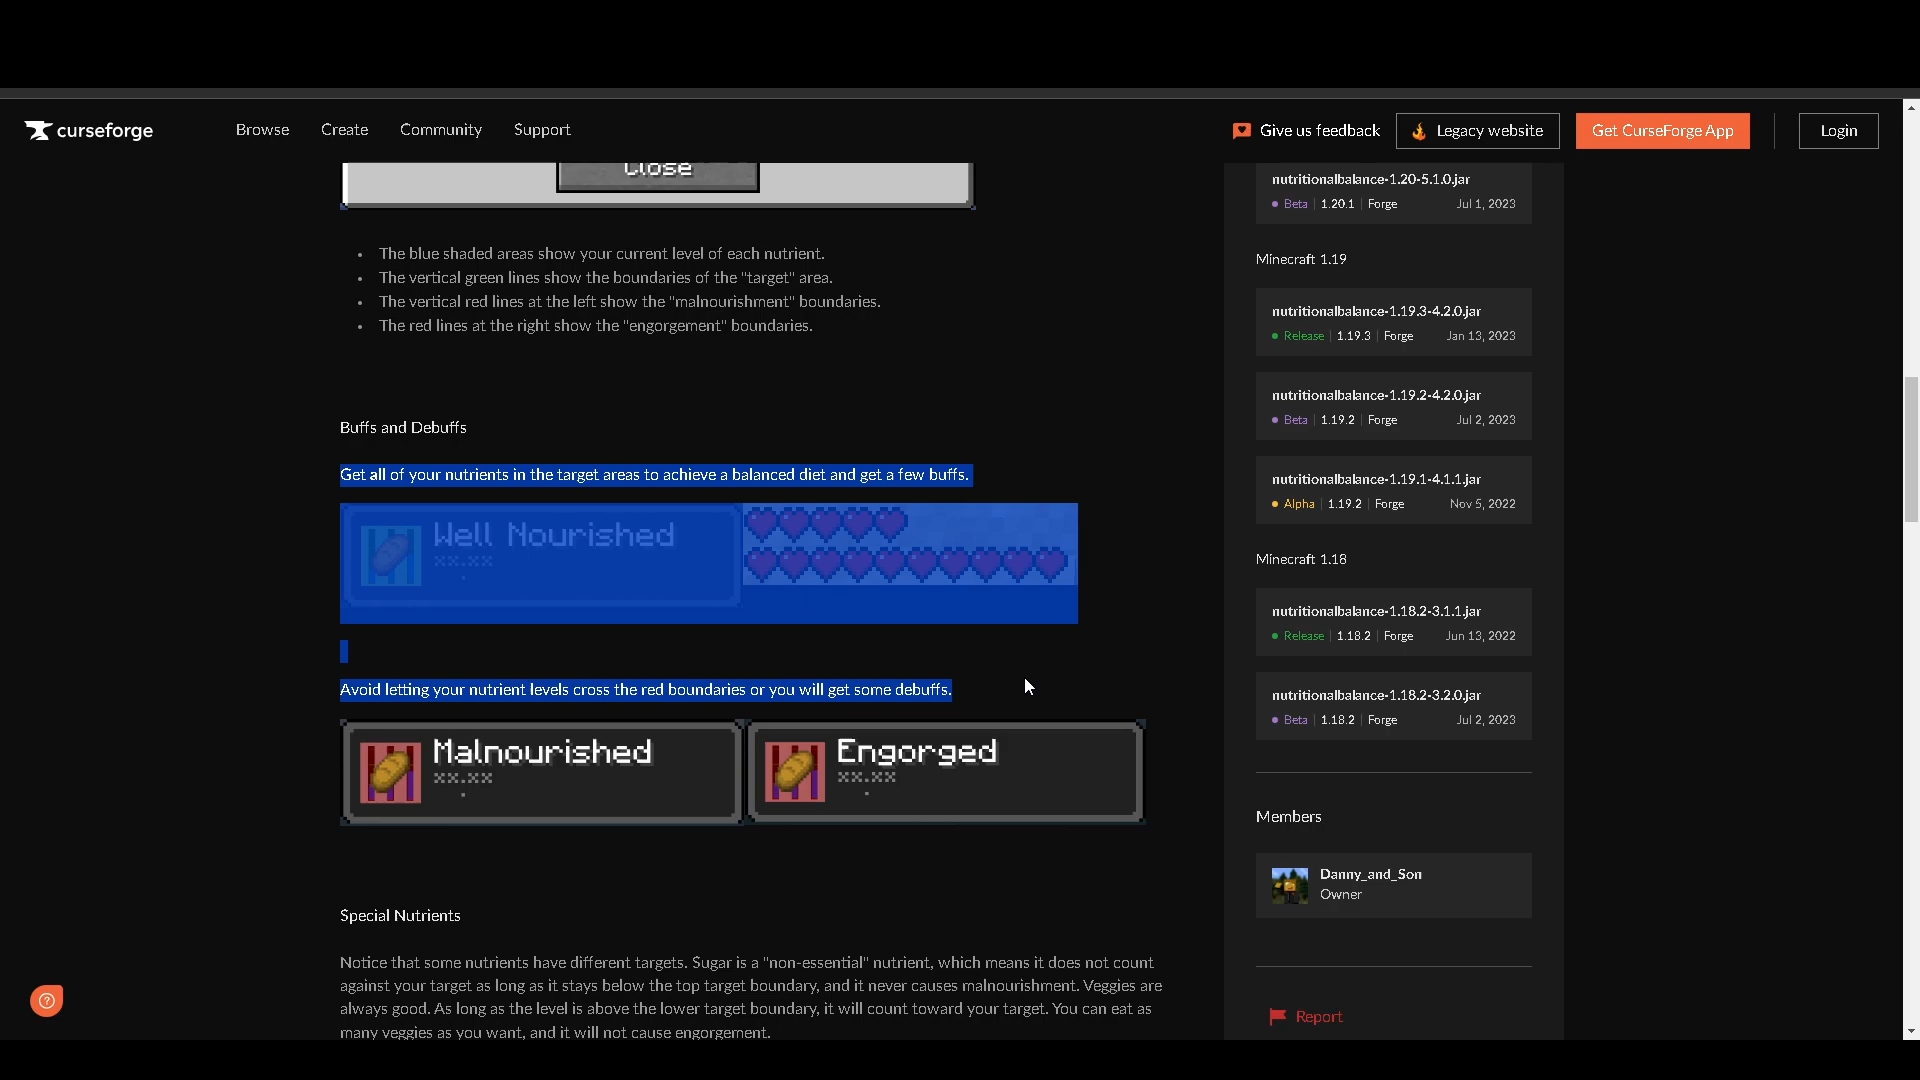 curseforge
Browse
Create
Community
Support
Give us feedback
Legacy website
Get CurseForge App
Login
Close
The blue shaded areas show your current level of each nutrient.
The vertical green lines show the boundaries of the "target" area.
The vertical red lines at the left show the "malnourishment" boundaries.
The red lines at the right show the "engorgement" boundaries.
Buffs and Debuffs
Get all of your nutrients in the target areas to achieve a balanced diet and get a few buffs.
Well Nourished
xx.xx
Avoid letting your nutrient levels cross the red boundaries or you will get some debuffs.
Malnourished
xx.xx
Engorged
xx.xx
Special Nutrients
Notice that some nutrients have different targets. Sugar is a "non-essential" nutrient, which means it does not count
against your target as long as it stays below the top target boundary, and it never causes malnourishment. Veggies are
always good. As long as the level is above the lower target boundary, it will count toward your target. You can eat as
many veggies as you want, and it will not cause engorgement.
nutritionalbalance-1.20-5.1.0.jar
Beta | 1.20.1 | Forge Jul 1, 2023
Minecraft 1.19
nutritionalbalance-1.19.3-4.2.0.jar
Release | 1.19.3 | Forge Jan 13, 2023
nutritionalbalance-1.19.2-4.2.0.jar
Beta | 1.19.2 | Forge Jul 2, 2023
nutritionalbalance-1.19.1-4.1.1.jar
Alpha | 1.19.2 | Forge Nov 5, 2022
Minecraft 1.18
nutritionalbalance-1.18.2-3.1.1.jar
Release | 1.18.2 | Forge Jun 13, 2022
nutritionalbalance-1.18.2-3.2.0.jar
Beta | 1.18.2 | Forge Jul 2, 2023
Members
Danny_and_Son
Owner
Report